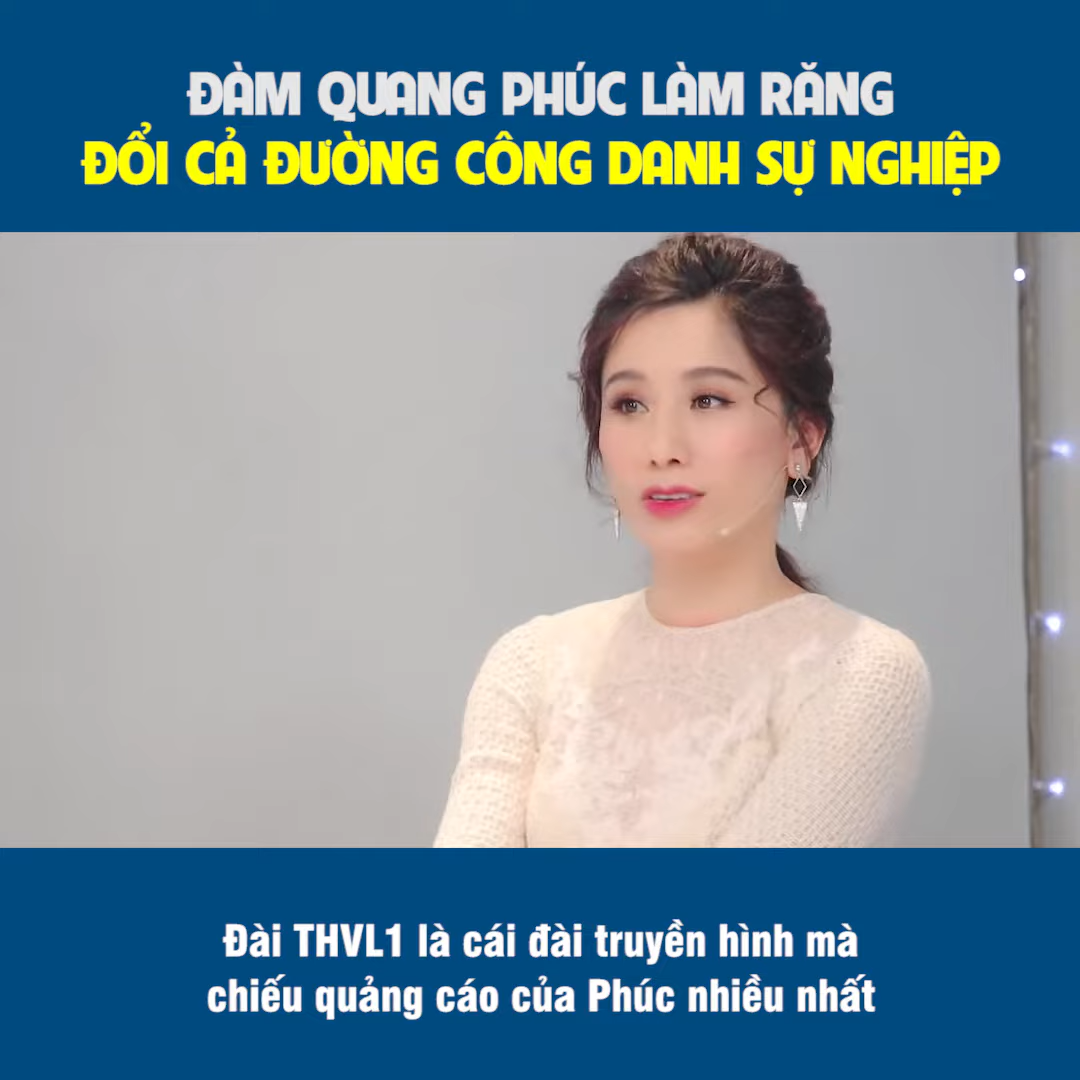 ĐÀM QUANG PHÚC LÀM RĂNG
ĐỔI CẢ ĐƯỜNG CÔNG DANH SỰ NGHIỆP
Đài THVL1 là cái đài truyền hình mà
chiếu quảng cáo của Phúc nhiều nhất